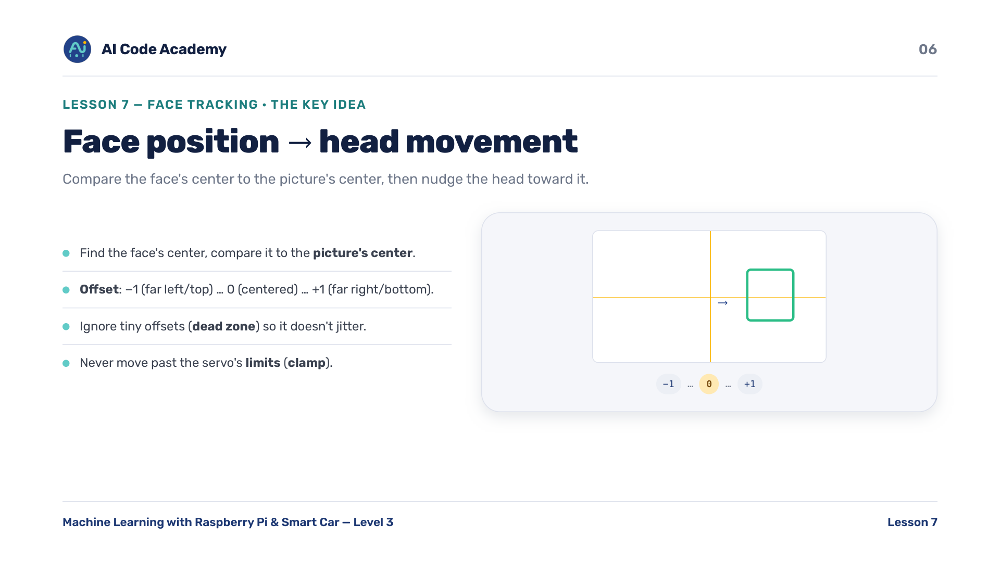 AI Code Academy
06
LESSON 7 — FACE TRACKING • THE KEY IDEA
Face position → head movement
Compare the face's center to the picture's center, then nudge the head toward it.
Find the face's center, compare it to the picture's center.
Offset: −1 (far left/top) … 0 (centered) … +1 (far right/bottom).
Ignore tiny offsets (dead zone) so it doesn't jitter.
Never move past the servo's limits (clamp).
→
−1 … 0 … +1
Machine Learning with Raspberry Pi & Smart Car — Level 3
Lesson 7